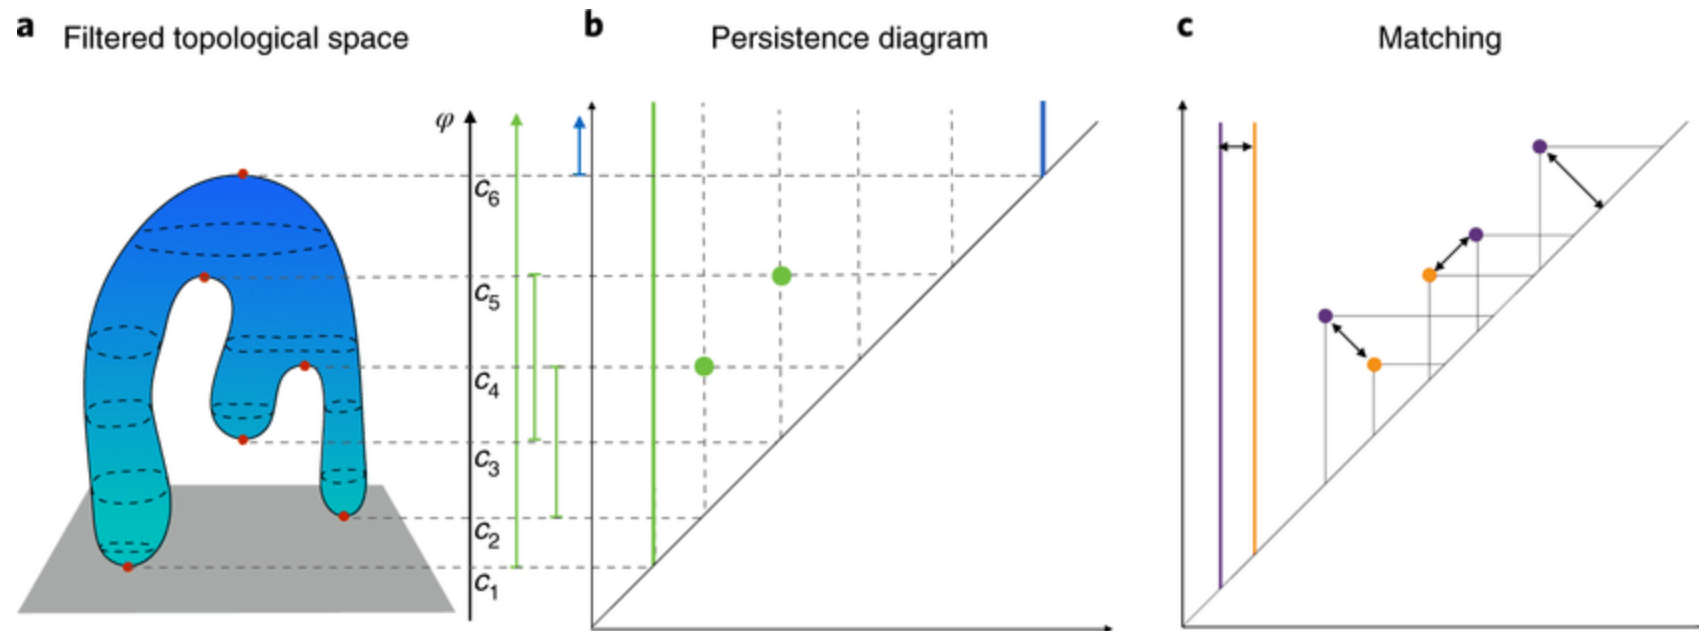 a Filtered topological space
b Persistence diagram
c Matching
φ
c6
c5
c4
c3
c2
c1